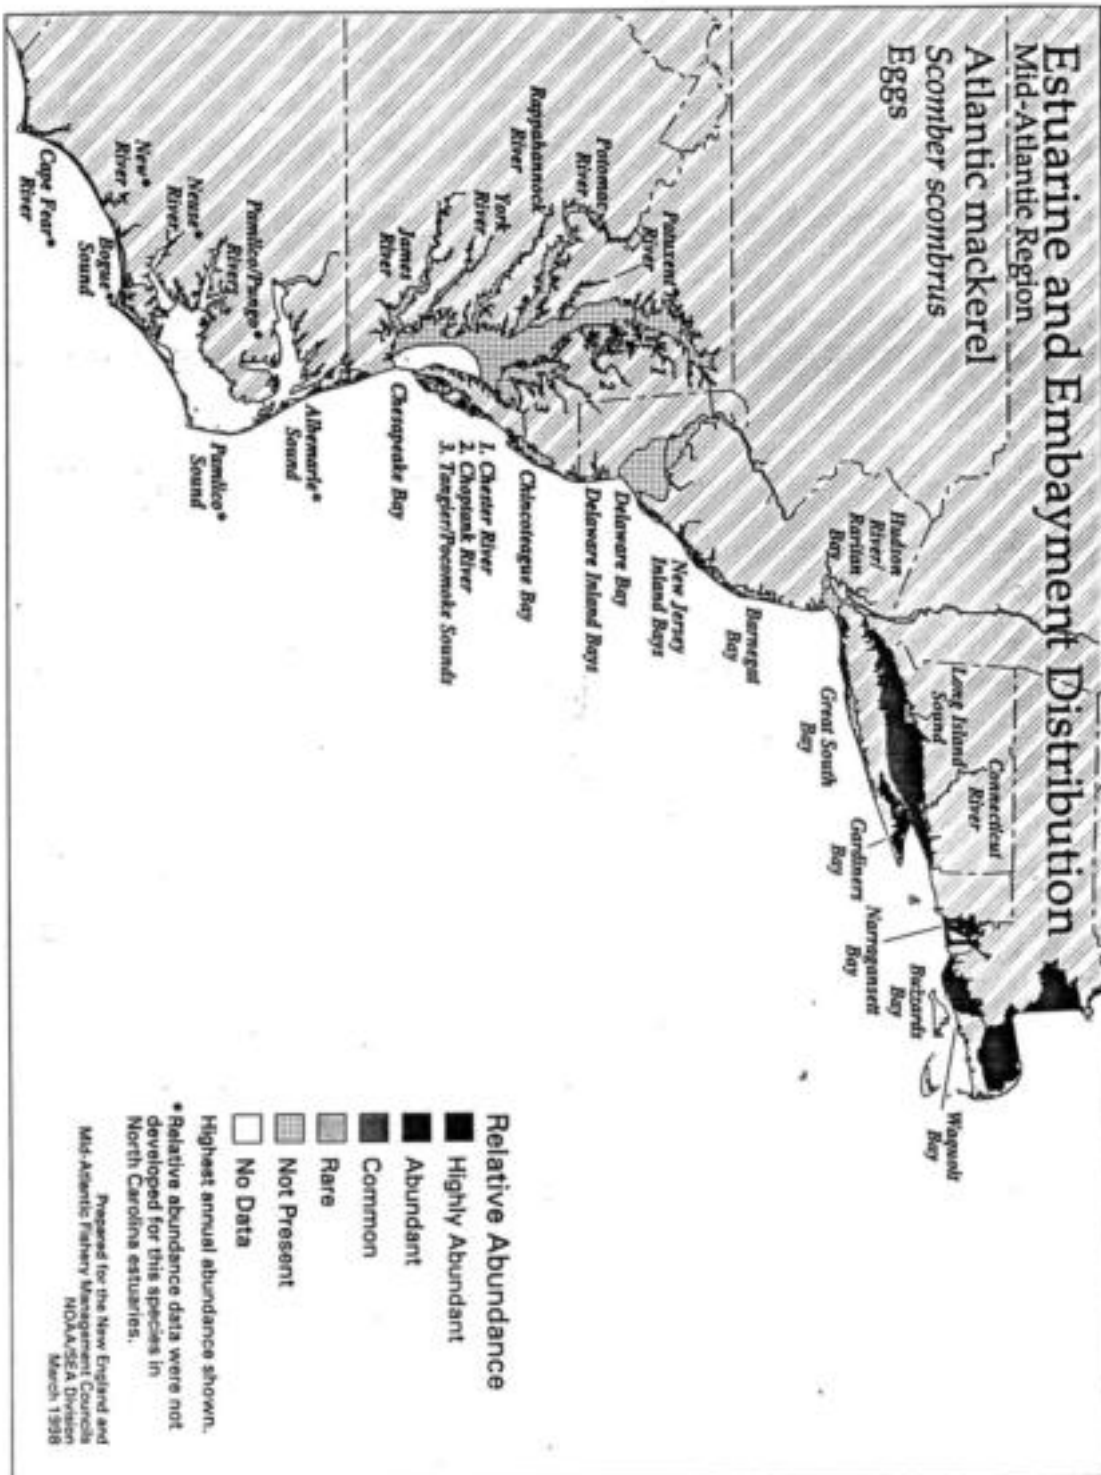 Estuarine and Embayment Distribution
Mid-Atlantic Region
Atlantic mackerel
Scomber scombrus
Eggs
Hudson
River/
Raritan
Bay
Long Island
Sound
Connecticut
River
Great South
Bay
Gardiners
Bay
Narragansett
Bay
Buzzards
Bay
Waquoit
Bay
Barnegat
Bay
New Jersey
Inland Bays
Delaware Bay
Delaware Inland Bays
Chincoteague Bay
1. Chester River
2. Choptank River
3. Tangier/Pocomoke Sounds
Chesapeake Bay
Patuxent
River
Potomac
River
Rappahannock
River
York
River
James
River
1
2
3
Albemarle*
Sound
Pamlico/Pungo*
Rivers
Pamlico*
Sound
Neuse*
River
New*
River
Bogue*
Sound
Cape Fear*
River
Relative Abundance
Highly Abundant
Abundant
Common
Rare
Not Present
No Data
Highest annual abundance shown.
* Relative abundance data were not
developed for this species in
North Carolina estuaries.
Prepared for the New England and
Mid-Atlantic Fishery Management Councils
NOAA/SEA Division
March 1998